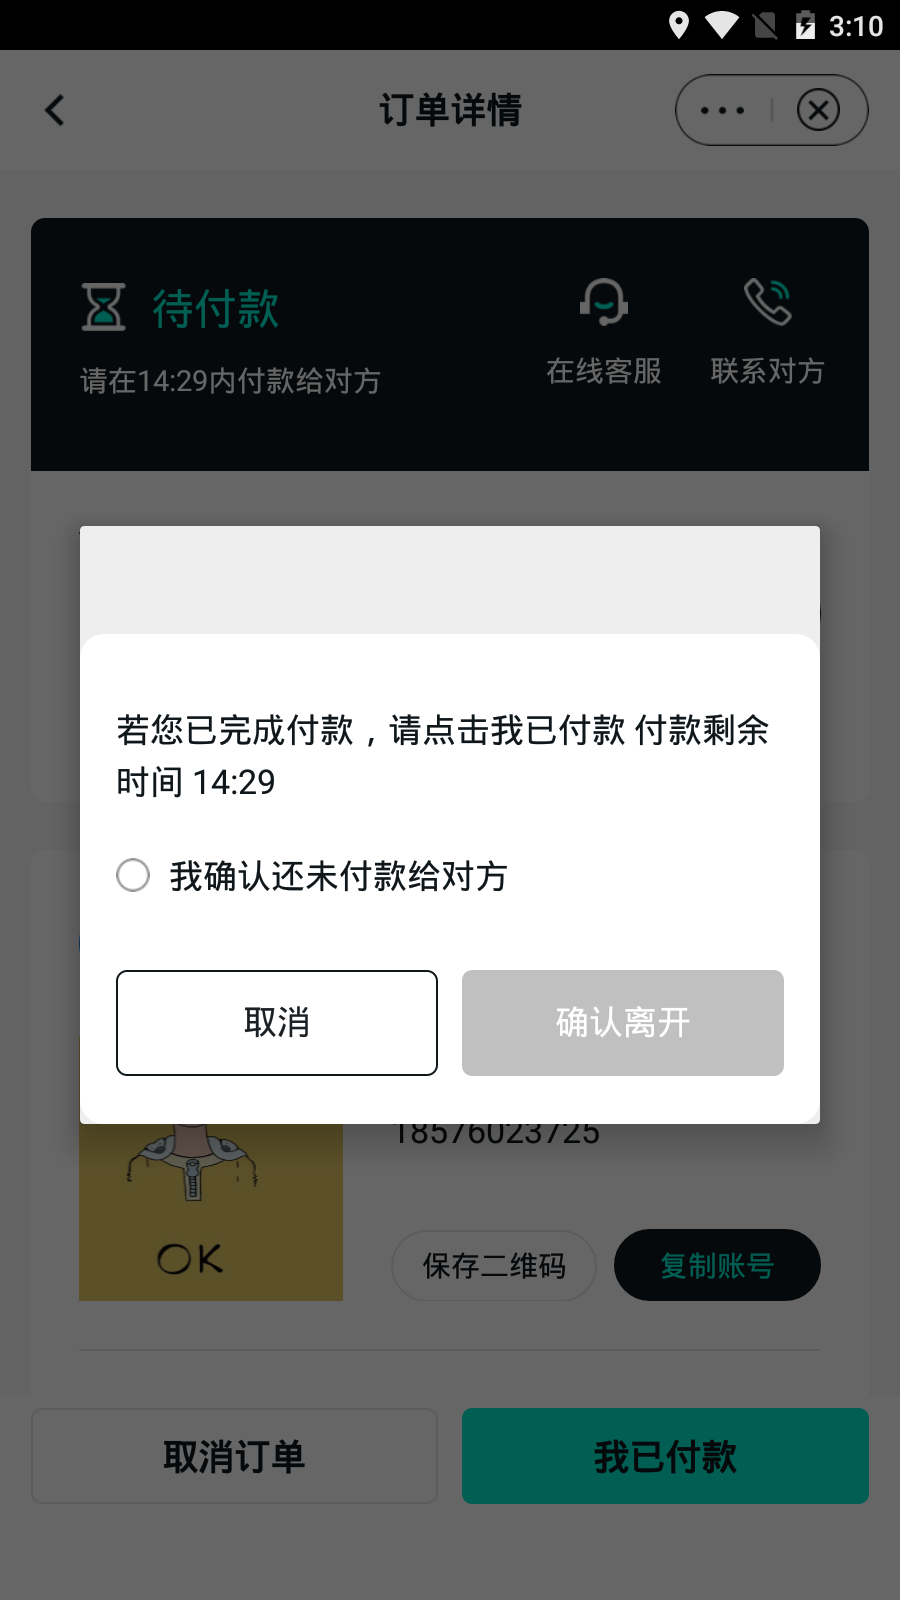 3:10
订单详情
待付款
请在14:29内付款给对方
在线客服
联系对方
若您已完成付款，请点击我已付款 付款剩余
时间 14:29
我确认还未付款给对方
取消
确认离开
18576023725
OK
保存二维码
复制账号
取消订单
我已付款